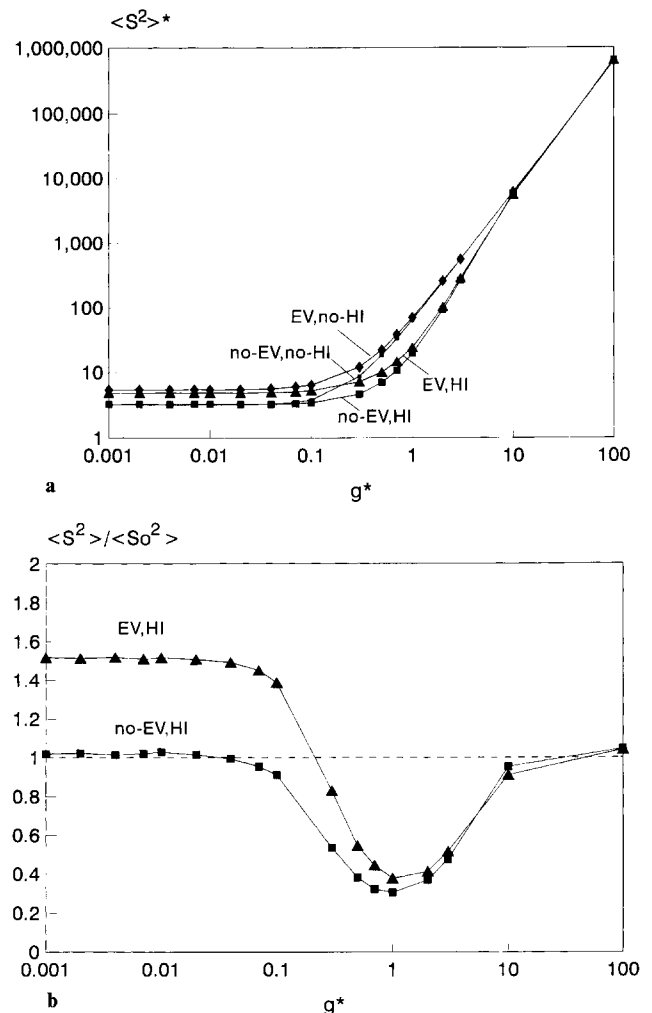 <S²>*
1,000,000
100,000
10,000
1,000
100
10
1
EV,no-HI
no-EV,no-HI
EV,HI
no-EV,HI
0.001 0.01 0.1 1 10 100
a g*
<S²>/<So²>
2
1.8
1.6
1.4
1.2
1
0.8
0.6
0.4
0.2
0
EV,HI
no-EV,HI
0.001 0.01 0.1 1 10 100
b g*